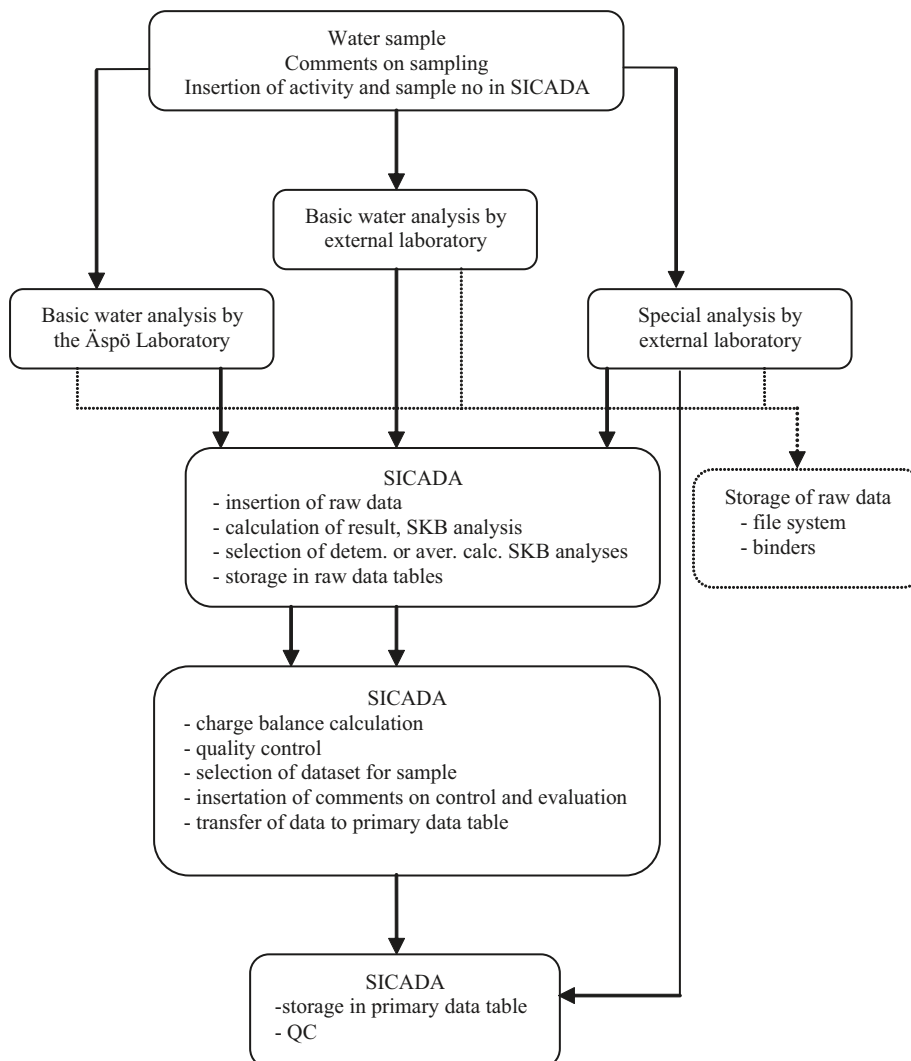 Water sample
Comments on sampling
Insertion of activity and sample no in SICADA
Basic water analysis by
external laboratory
Basic water analysis by
the Äspö Laboratory
Special analysis by
external laboratory
SICADA
- insertion of raw data
- calculation of result, SKB analysis
- selection of detem. or aver. calc. SKB analyses
- storage in raw data tables
Storage of raw data
- file system
- binders
SICADA
- charge balance calculation
- quality control
- selection of dataset for sample
- insertation of comments on control and evaluation
- transfer of data to primary data table
SICADA
-storage in primary data table
- QC